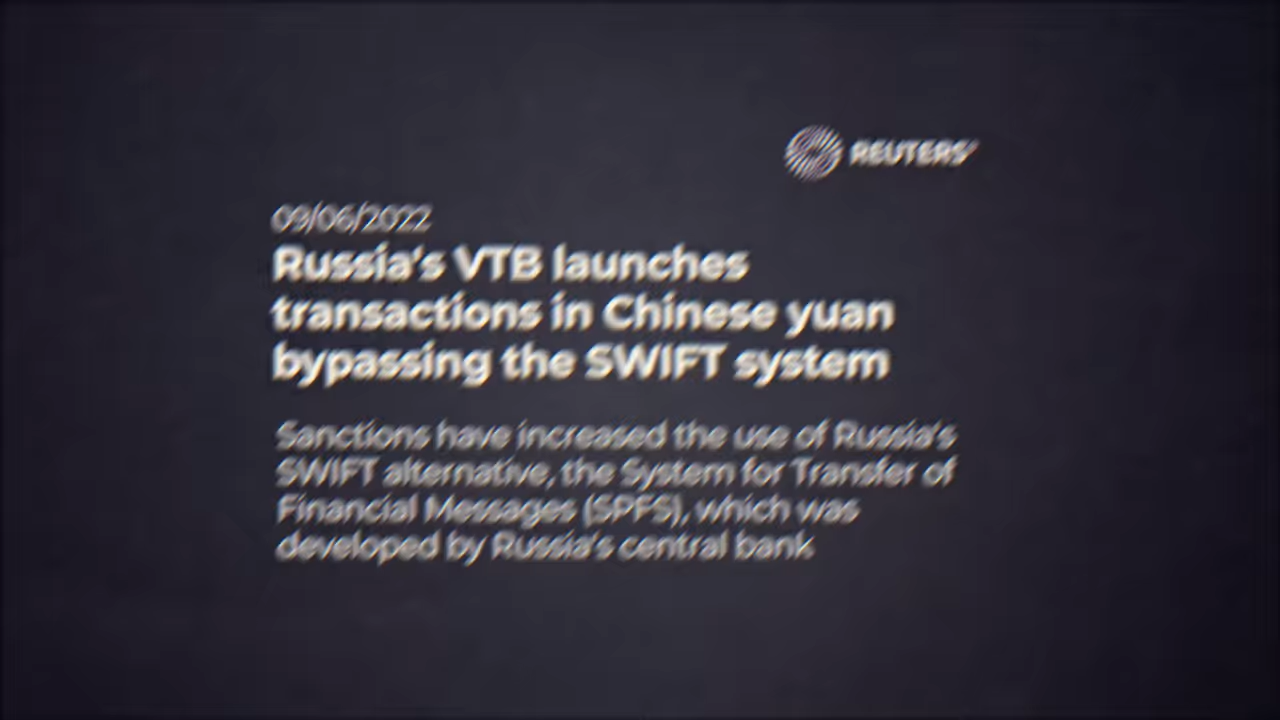 REUTERS
09/06/2022
Russia's VTB launches
transactions in Chinese yuan
bypassing the SWIFT system
Sanctions have increased the use of Russia's
SWIFT alternative, the System for Transfer of
Financial Messages (SPFS), which was
developed by Russia's central bank